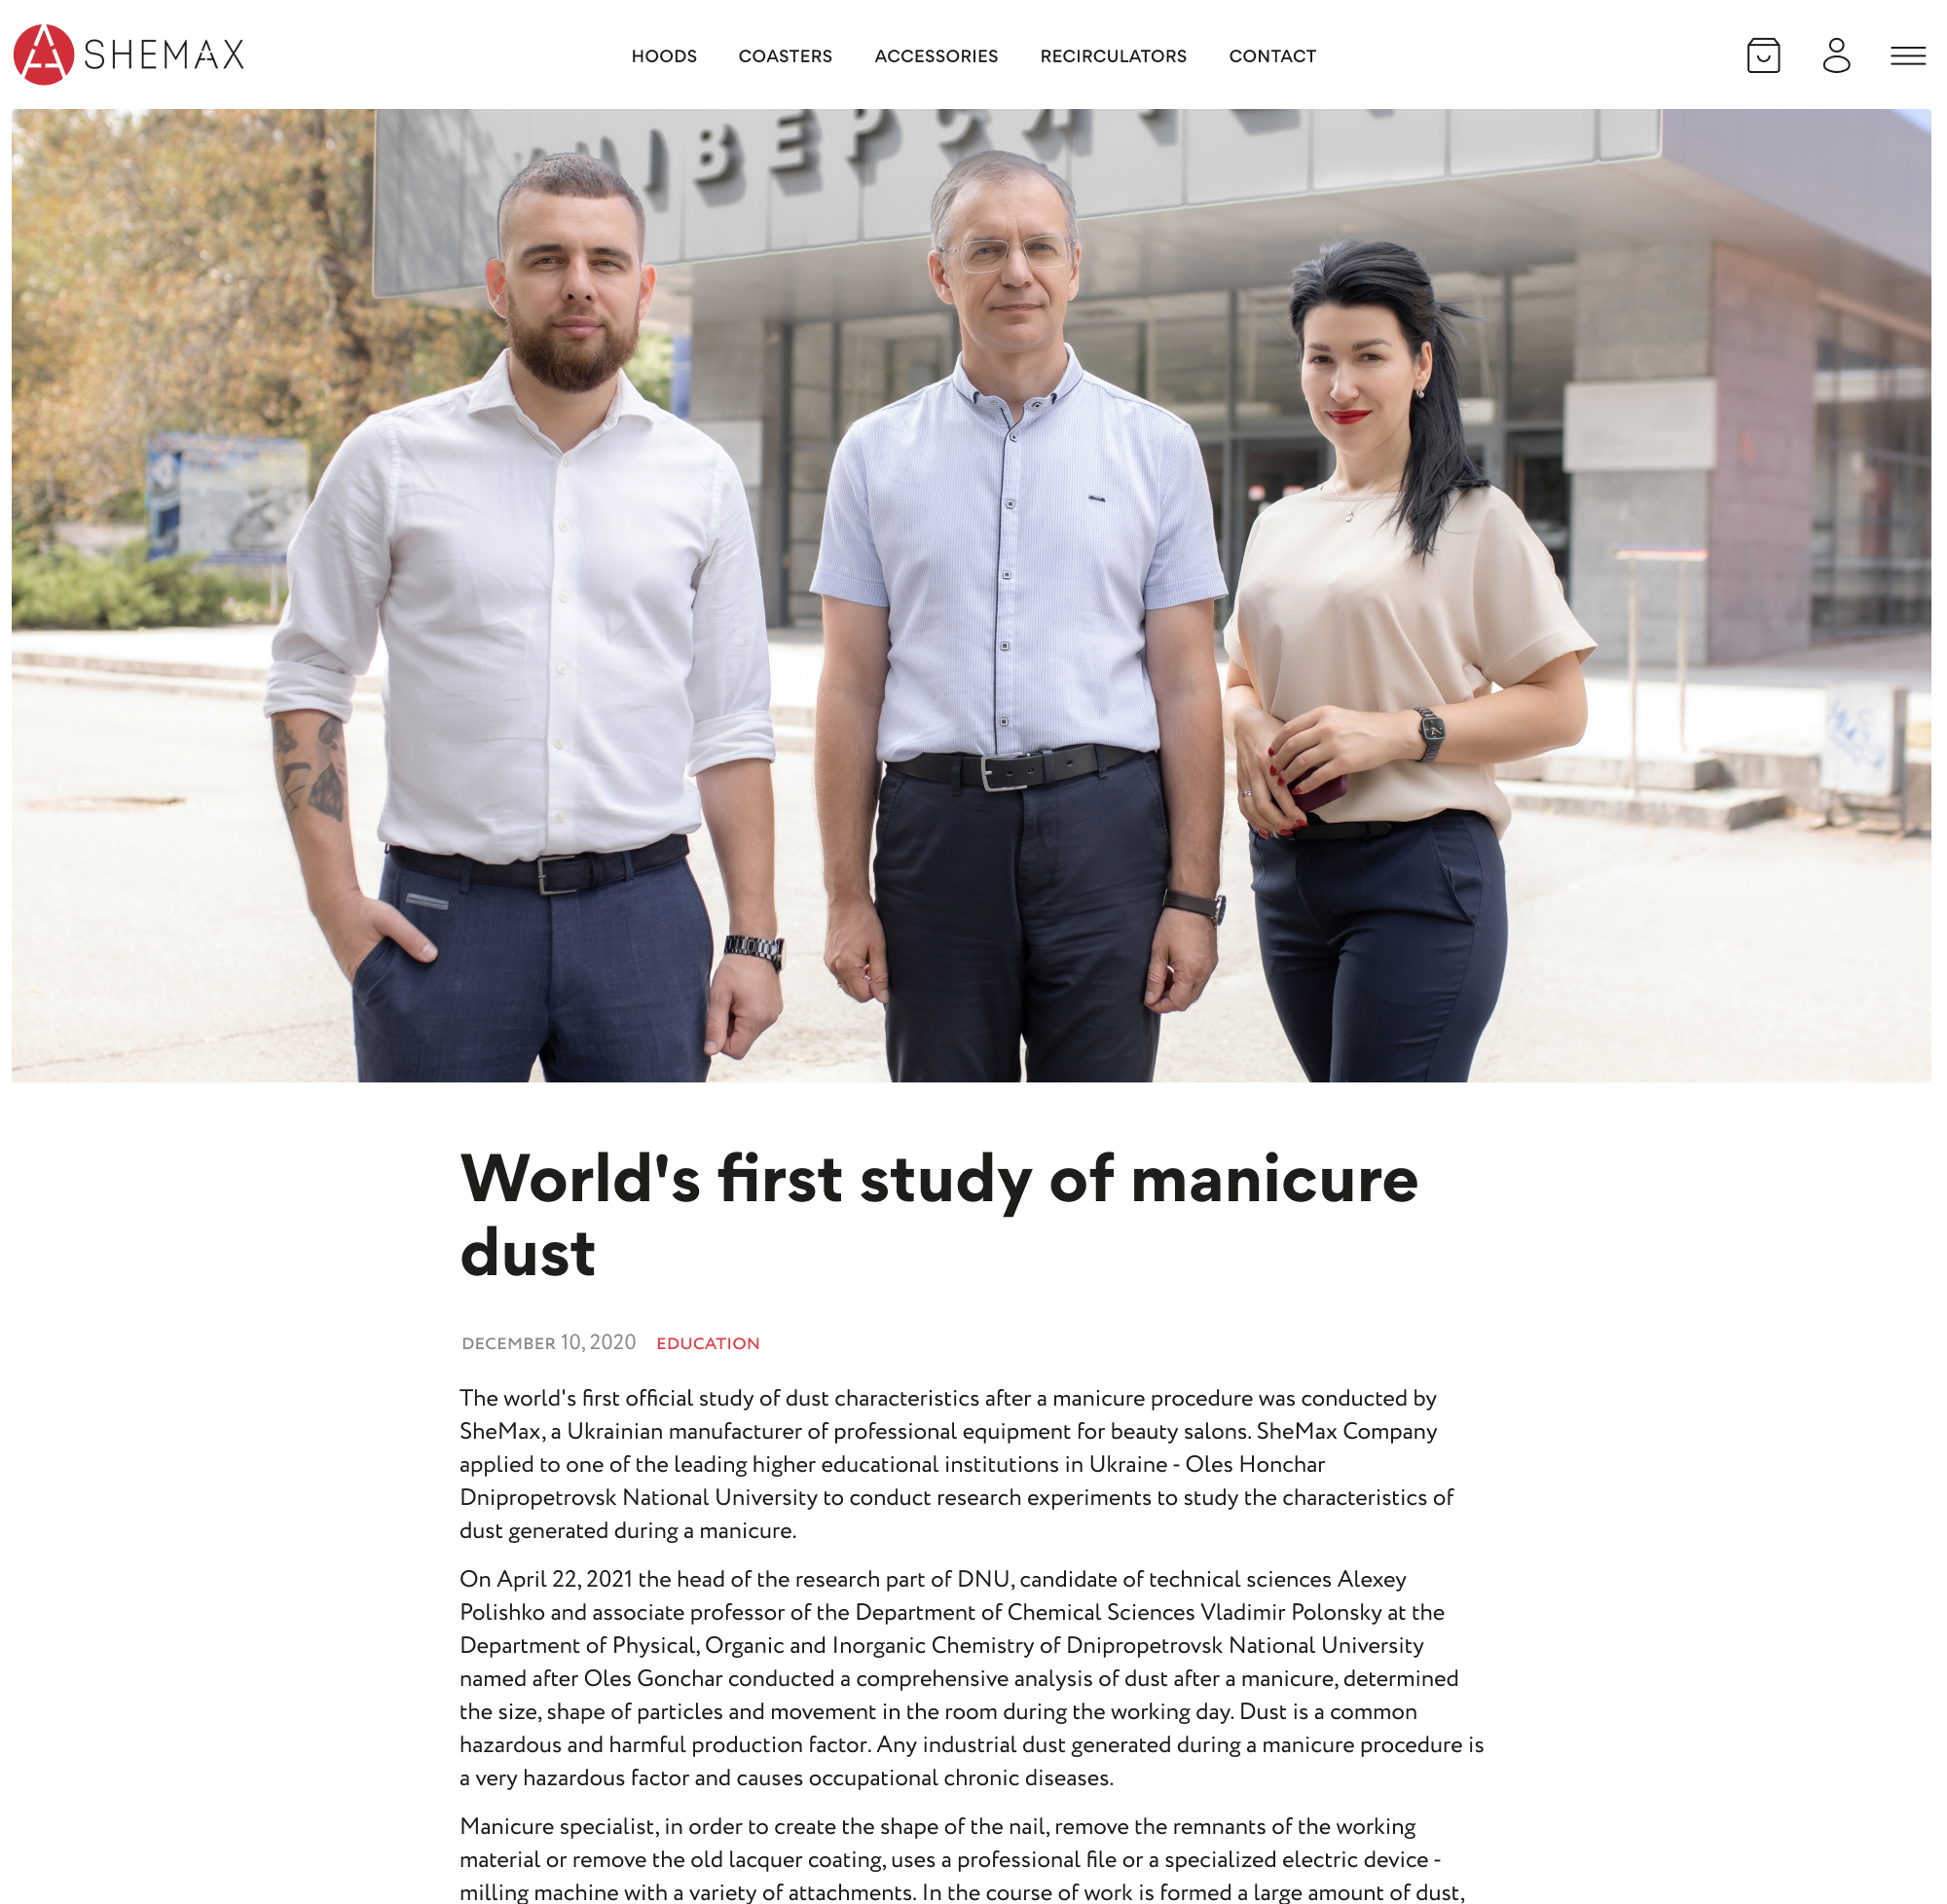 SHEMAX
HOODS COASTERS ACCESSORIES RECIRCULATORS CONTACT
World's first study of manicure
dust
DECEMBER 10, 2020 EDUCATION
The world's first official study of dust characteristics after a manicure procedure was conducted by
SheMax, a Ukrainian manufacturer of professional equipment for beauty salons. SheMax Company
applied to one of the leading higher educational institutions in Ukraine - Oles Honchar
Dnipropetrovsk National University to conduct research experiments to study the characteristics of
dust generated during a manicure.
On April 22, 2021 the head of the research part of DNU, candidate of technical sciences Alexey
Polishko and associate professor of the Department of Chemical Sciences Vladimir Polonsky at the
Department of Physical, Organic and Inorganic Chemistry of Dnipropetrovsk National University
named after Oles Gonchar conducted a comprehensive analysis of dust after a manicure, determined
the size, shape of particles and movement in the room during the working day. Dust is a common
hazardous and harmful production factor. Any industrial dust generated during a manicure procedure is
a very hazardous factor and causes occupational chronic diseases.
Manicure specialist, in order to create the shape of the nail, remove the remnants of the working
material or remove the old lacquer coating, uses a professional file or a specialized electric device -
milling machine with a variety of attachments. In the course of work is formed a large amount of dust,